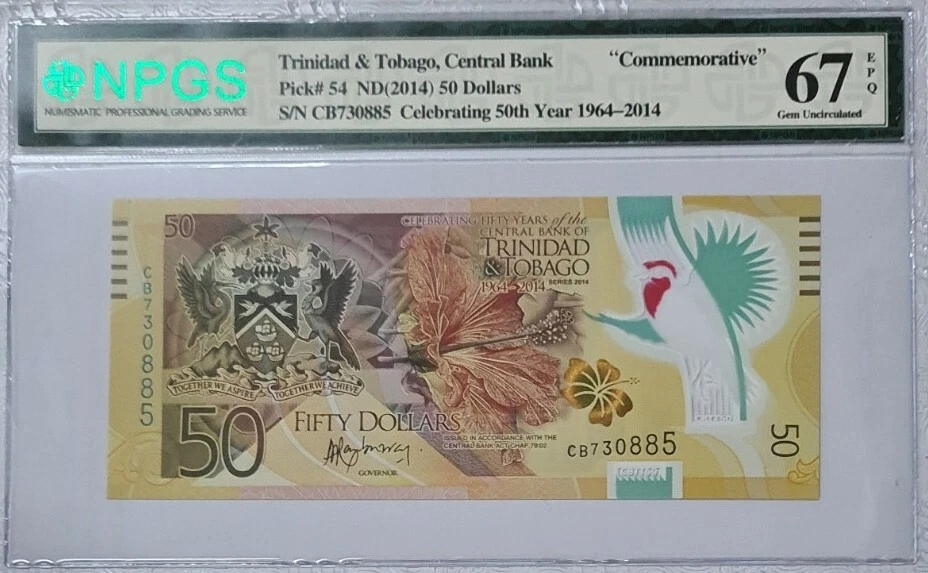 NPGS
NUMISMATIC PROFESSIONAL GRADING SERVICE
Trinidad & Tobago, Central Bank "Commemorative"
Pick# 54 ND(2014) 50 Dollars
S/N CB730885 Celebrating 50th Year 1964–2014
67
EPQ
Gem Uncirculated
50
CELEBRATING FIFTY YEARS of the
CENTRAL BANK OF
TRINIDAD
& TOBAGO
1964 - 2014 SERIES 2014
CB730885
TOGETHER WE ASPIRE TOGETHER WE ACHIEVE
50
FIFTY DOLLARS
ISSUED IN ACCORDANCE WITH THE
CENTRAL BANK ACT CHAP. 79:02
GOVERNOR
CB730885
50